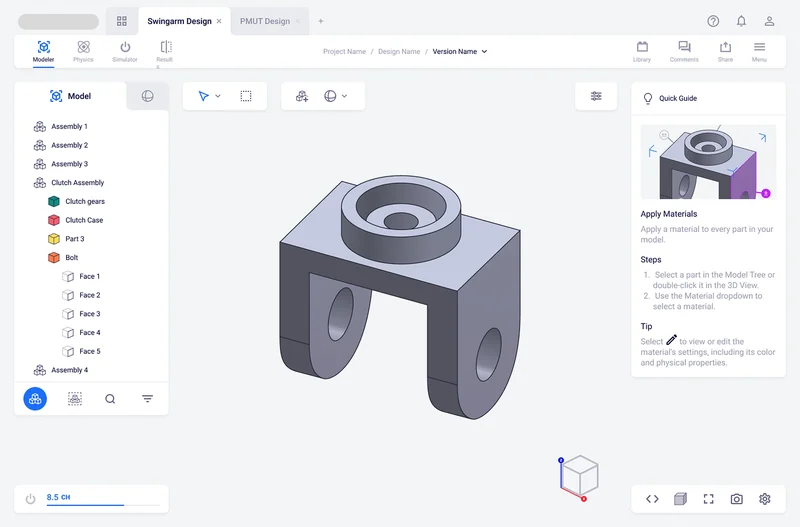 Swingarm Design
PMUT Design
Modeler
Physics
Simulator
Result
s
Project Name / Design Name / Version Name
Library
Comments
Share
Menu
Model
Assembly 1
Assembly 2
Assembly 3
Clutch Assembly
Clutch gears
Clutch Case
Part 3
Bolt
Face 1
Face 2
Face 3
Face 4
Face 5
Assembly 4
8.5 CH
Quick Guide
Apply Materials
Apply a material to every part in your
model.
Steps
1. Select a part in the Model Tree or
double-click it in the 3D View.
2. Use the Material dropdown to
select a material.
Tip
Select to view or edit the
material's settings, including its color
and physical properties.